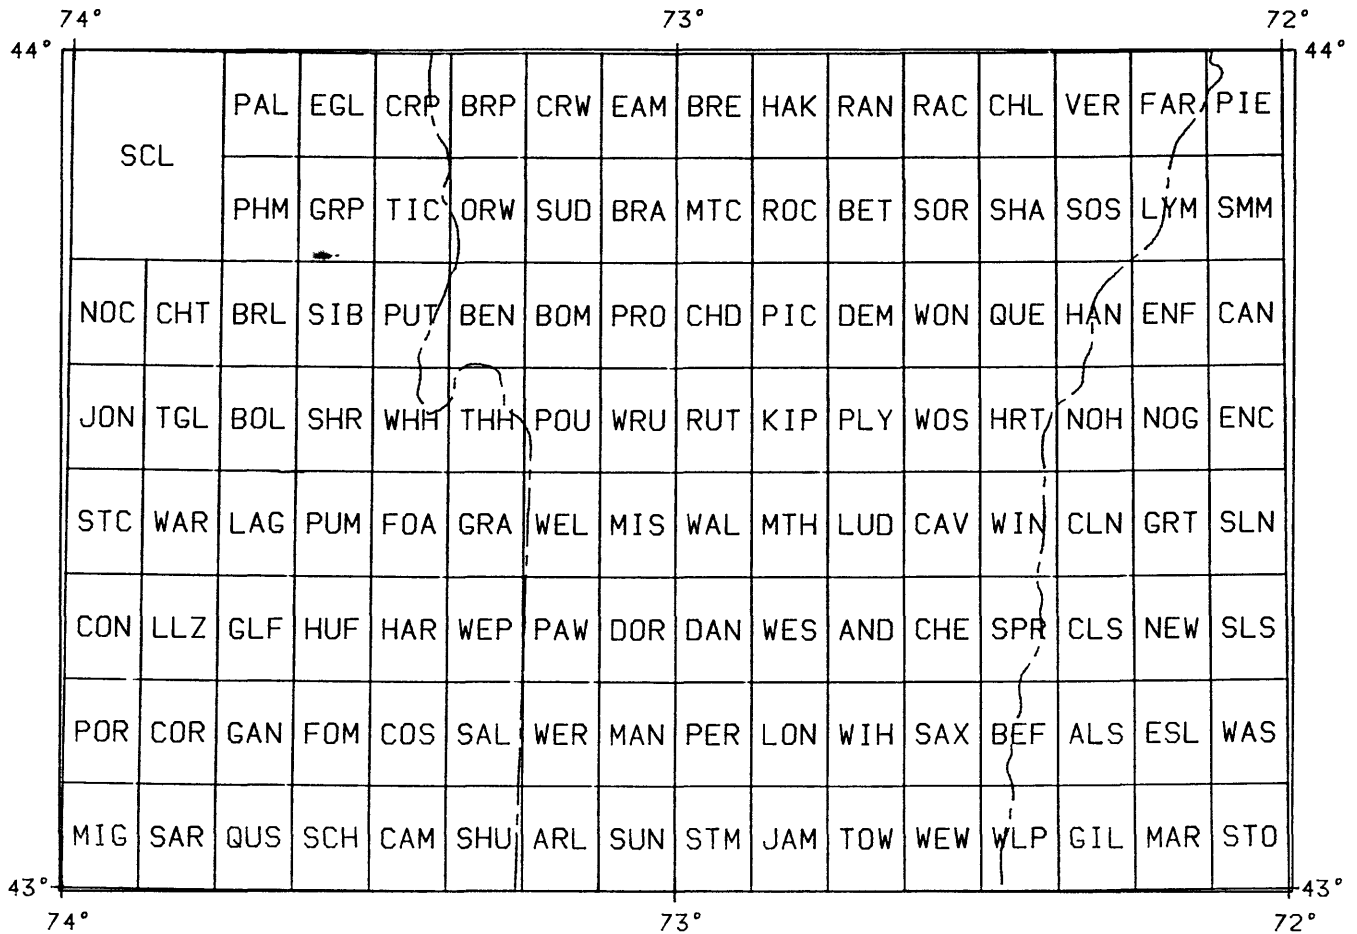 74° 73° 72°
44° 44°
PAL EGL CRP BRP CRW EAM BRE HAK RAN RAC CHL VER FAR PIE
SCL
PHM GRP TIC ORW SUD BRA MTC ROC BET SOR SHA SOS LYM SMM
NOC CHT BRL SIB PUT BEN BOM PRO CHD PIC DEM WON QUE HAN ENF CAN
JON TGL BOL SHR WHH THH POU WRU RUT KIP PLY WOS HRT NOH NOG ENC
STC WAR LAG PUM FOA GRA WEL MIS WAL MTH LUD CAV WIN CLN GRT SLN
CON LLZ GLF HUF HAR WEP PAW DOR DAN WES AND CHE SPR CLS NEW SLS
POR COR GAN FOM COS SAL WER MAN PER LON WIH SAX BEF ALS ESL WAS
MIG SAR QUS SCH CAM SHU ARL SUN STM JAM TOW WEW WLP GIL MAR STO
43° 43°
74° 73° 72°